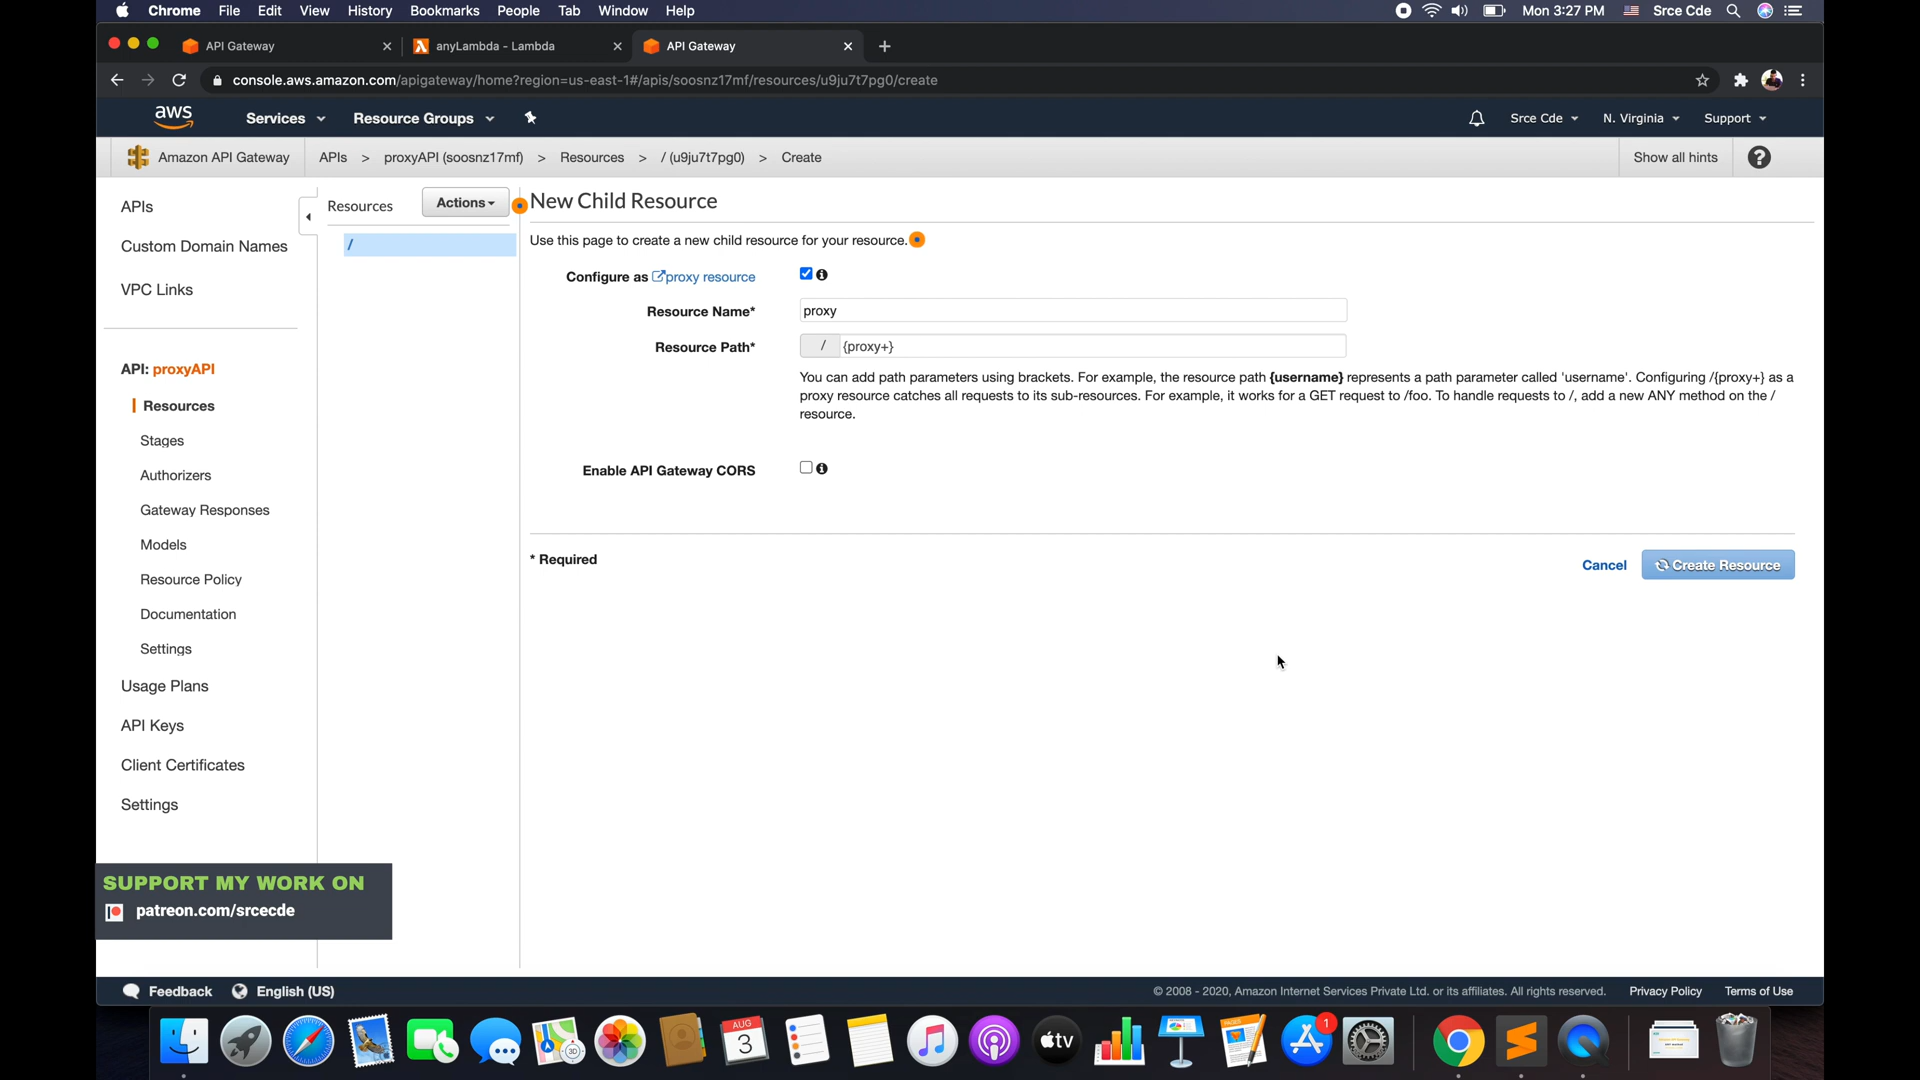 Chrome File Edit View History Bookmarks People Tab Window Help Mon 3:27 PM Srce Cde
API Gateway anyLambda - Lambda API Gateway
console.aws.amazon.com/apigateway/home?region=us-east-1#/apis/soosnz17mf/resources/u9ju7t7pg0/create
aws Services Resource Groups Srce Cde N. Virginia Support
Amazon API Gateway APIs > proxyAPI (soosnz17mf) > Resources > / (u9ju7t7pg0) > Create Show all hints ?
APIs
Custom Domain Names
VPC Links
API: proxyAPI
Resources
Stages
Authorizers
Gateway Responses
Models
Resource Policy
Documentation
Settings
Usage Plans
API Keys
Client Certificates
Settings
Resources Actions
/
New Child Resource
Use this page to create a new child resource for your resource.
Configure as proxy resource
Resource Name* proxy
Resource Path* / {proxy+}
You can add path parameters using brackets. For example, the resource path {username} represents a path parameter called 'username'. Configuring /{proxy+} as a
proxy resource catches all requests to its sub-resources. For example, it works for a GET request to /foo. To handle requests to /, add a new ANY method on the /
resource.
Enable API Gateway CORS
* Required
Cancel Create Resource
SUPPORT MY WORK ON
patreon.com/srcecde
Feedback English (US) © 2008 - 2020, Amazon Internet Services Private Ltd. or its affiliates. All rights reserved. Privacy Policy Terms of Use
AUG
3
3D
tv
1